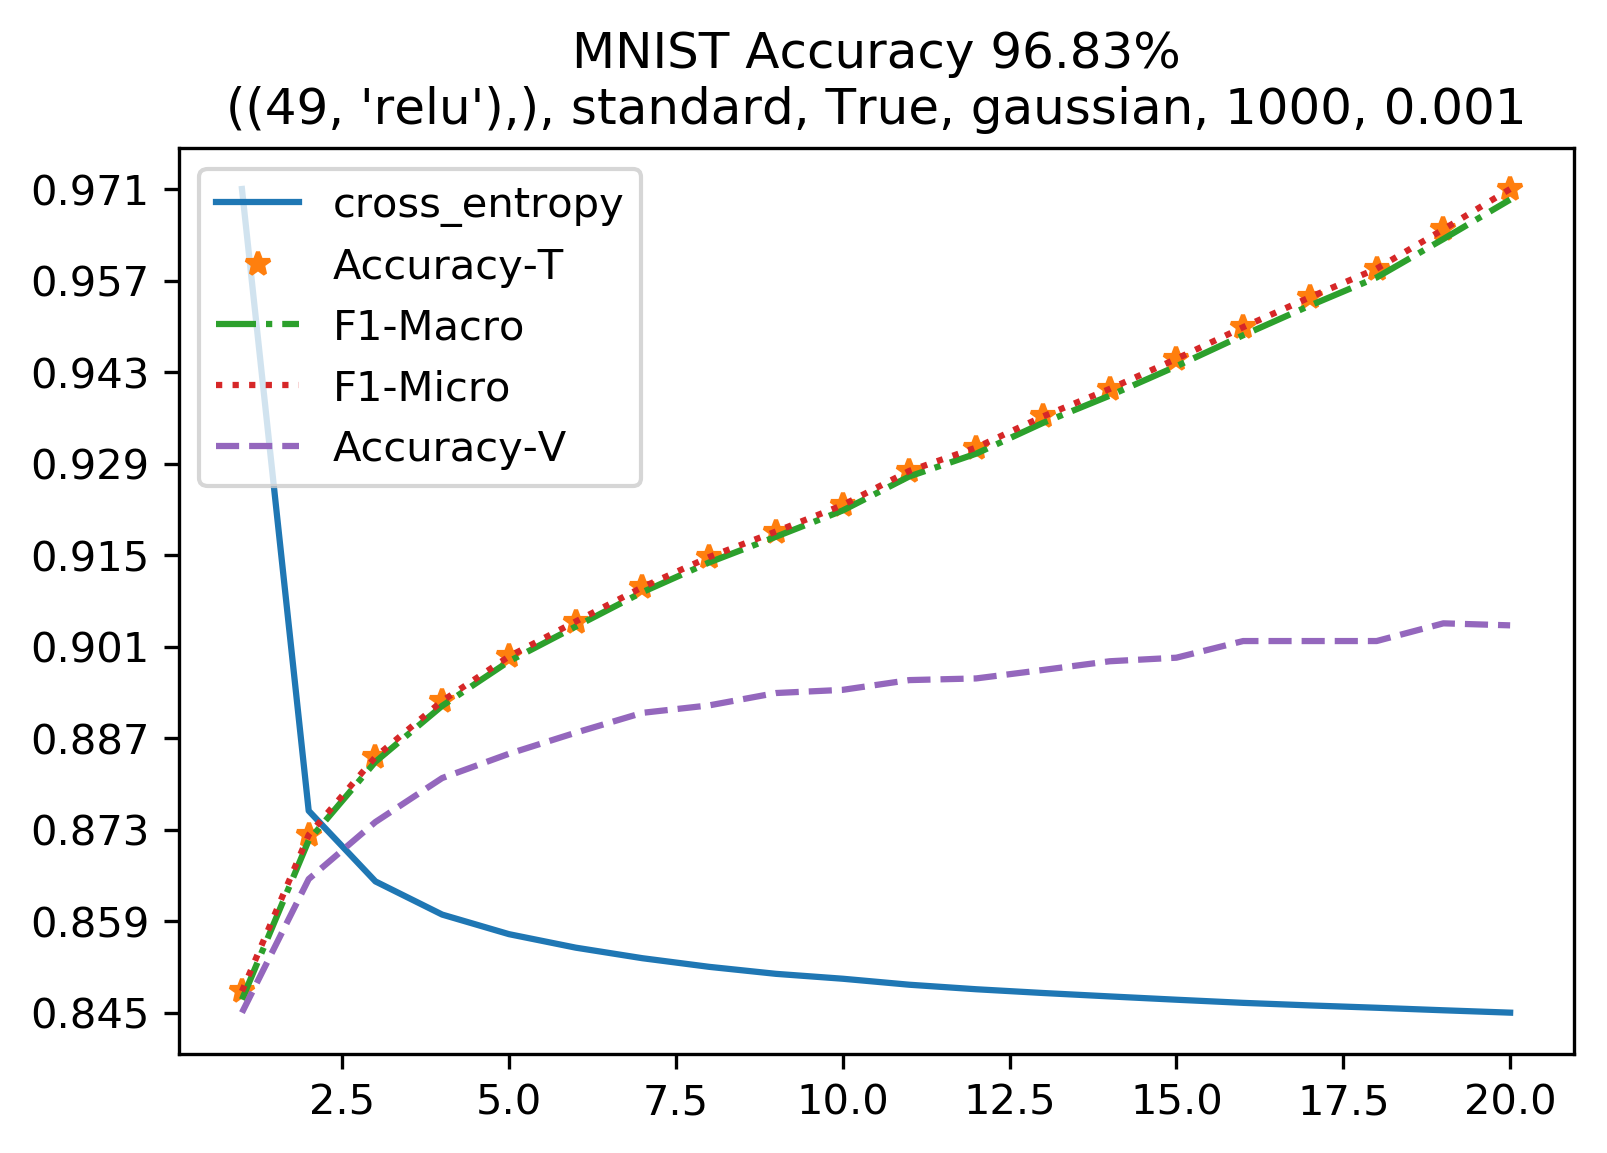 MNIST Accuracy 96.83%
((49, 'relu'),), standard, True, gaussian, 1000, 0.001
0.971
0.957
0.943
0.929
0.915
0.901
0.887
0.873
0.859
0.845
cross_entropy
Accuracy-T
F1-Macro
F1-Micro
Accuracy-V
2.5 5.0 7.5 10.0 12.5 15.0 17.5 20.0